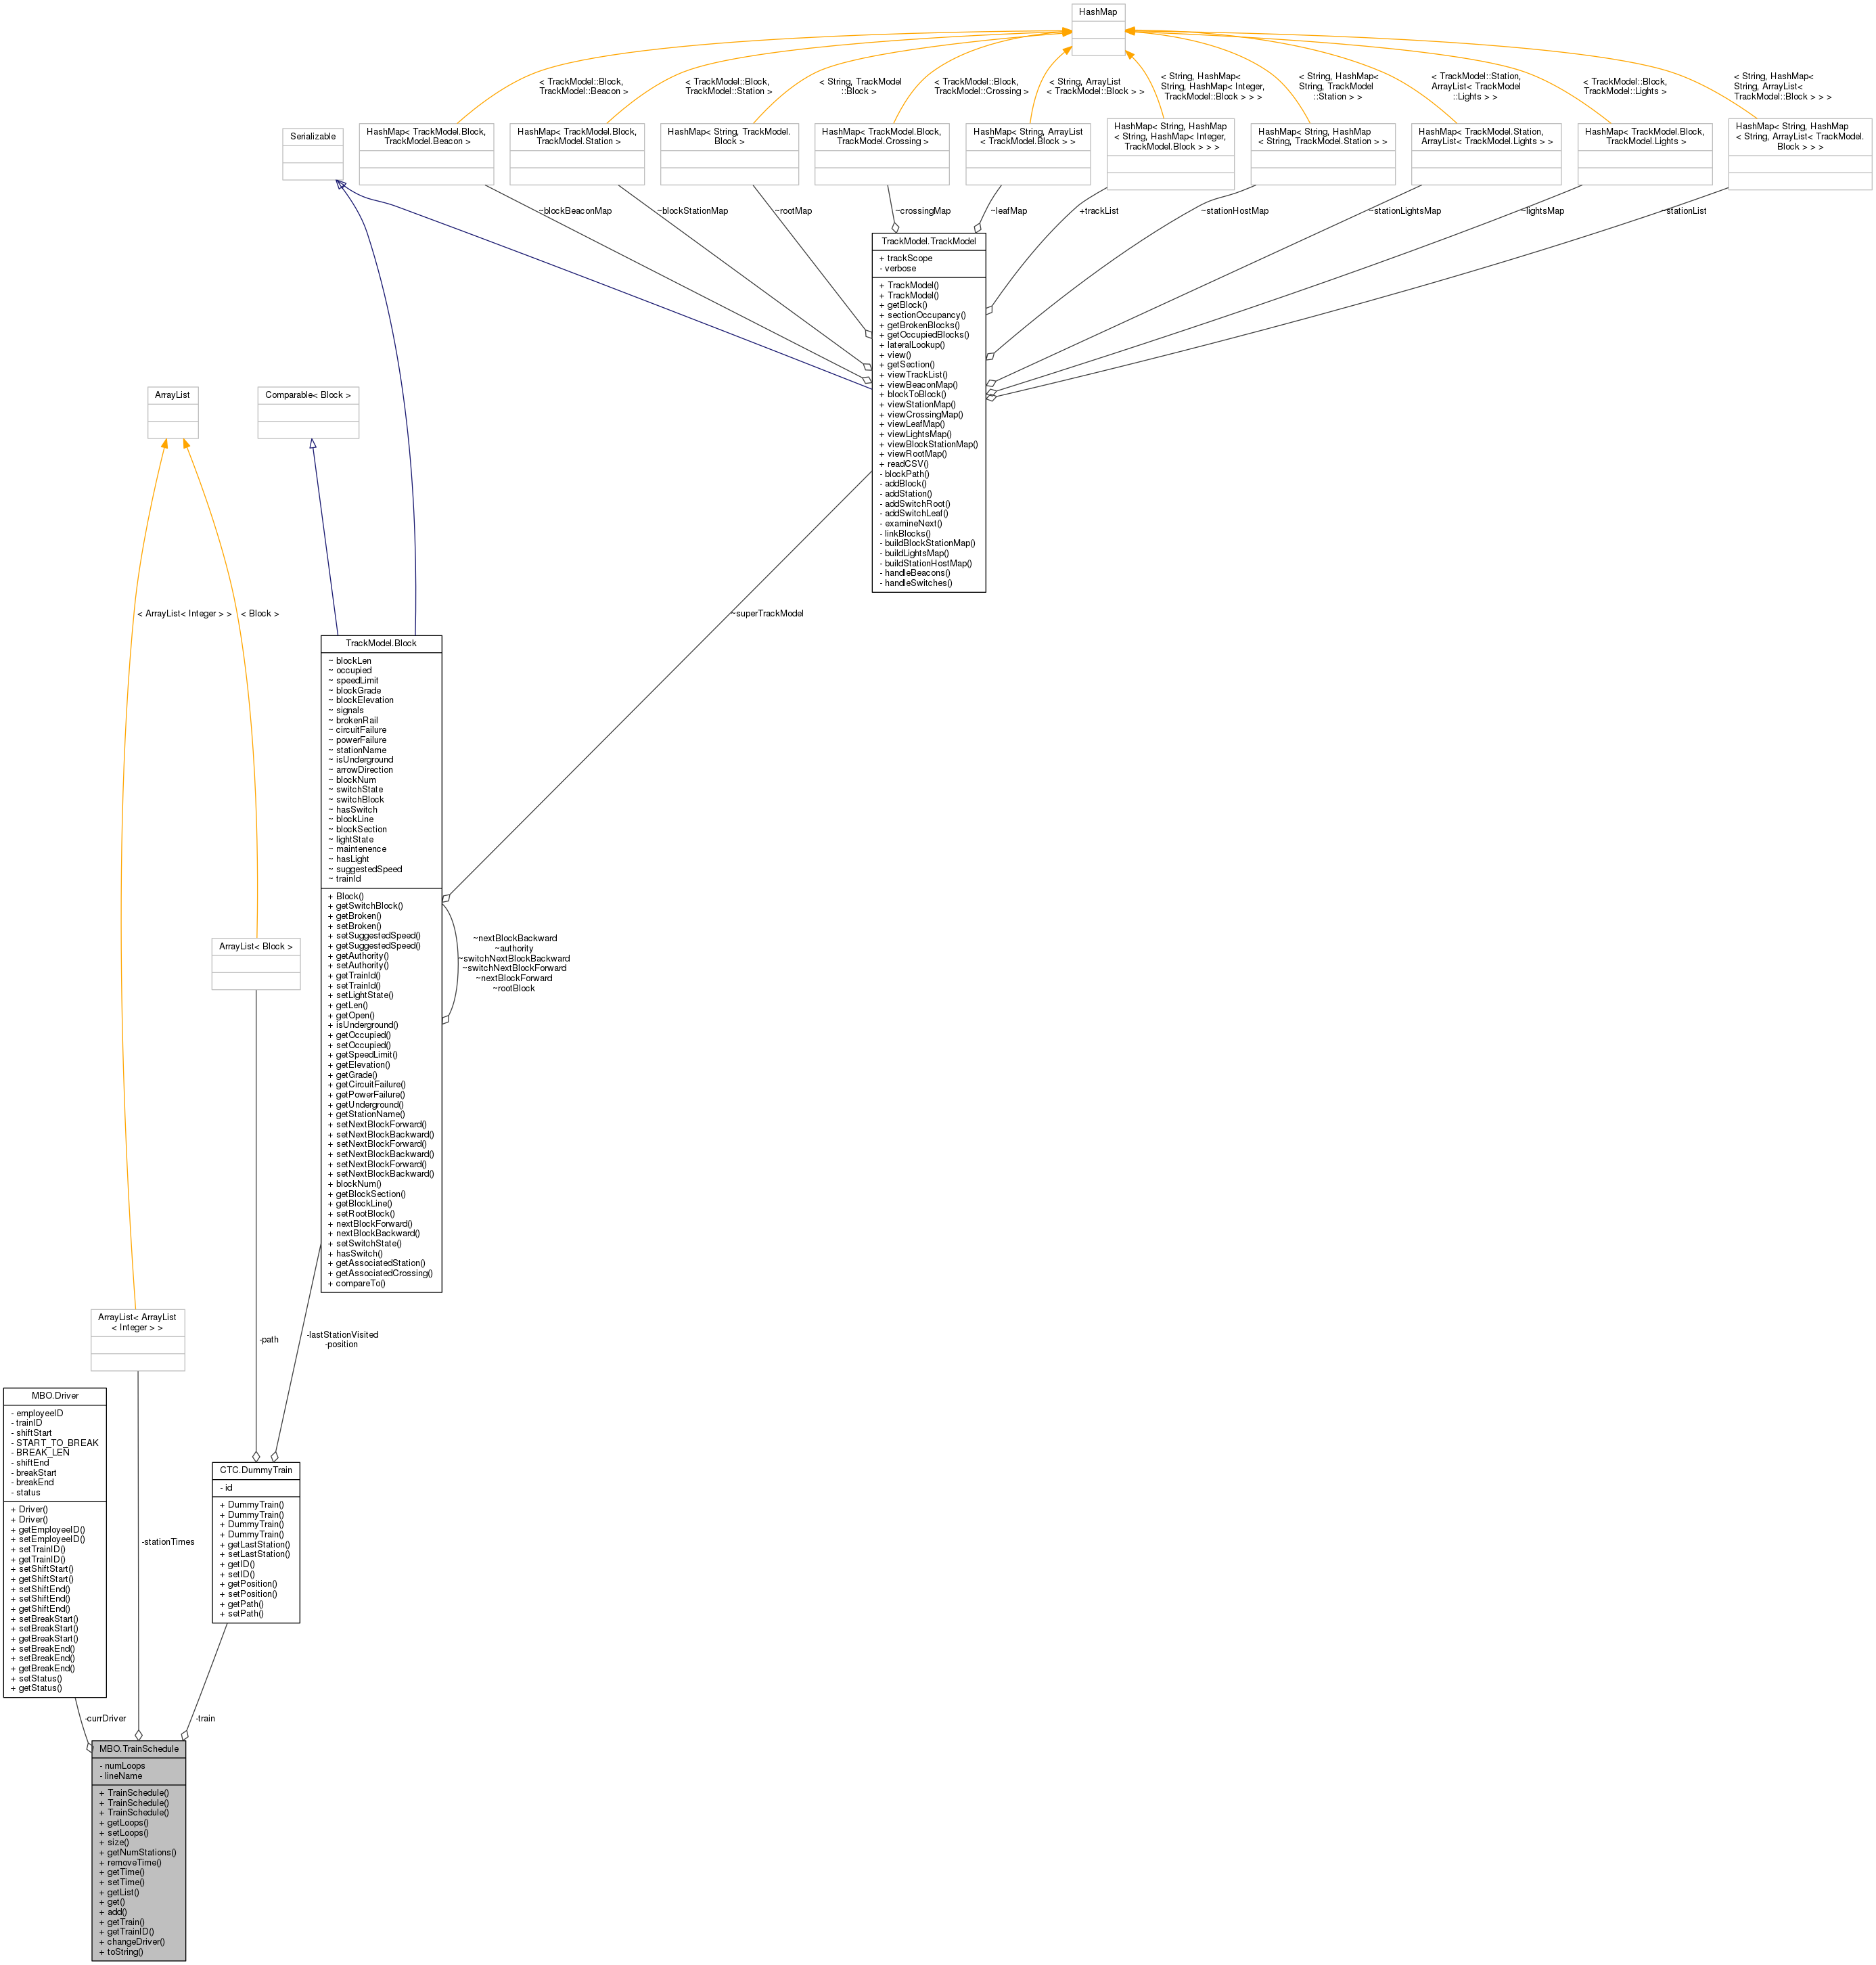 HashMap
< TrackModel::Block,
TrackModel::Beacon >
< TrackModel::Block,
TrackModel::Station >
< String, TrackModel
::Block >
< TrackModel::Block,
TrackModel::Crossing >
< String, ArrayList
< TrackModel::Block > >
< String, HashMap<
String, HashMap< Integer,
TrackModel::Block > > >
< String, HashMap<
String, TrackModel
::Station > >
< TrackModel::Station,
ArrayList< TrackModel
::Lights > >
< TrackModel::Block,
TrackModel::Lights >
< String, HashMap<
String, ArrayList<
TrackModel::Block > > >
Serializable
HashMap< TrackModel.Block,
TrackModel.Beacon >
HashMap< TrackModel.Block,
TrackModel.Station >
HashMap< String, TrackModel.
Block >
HashMap< TrackModel.Block,
TrackModel.Crossing >
HashMap< String, ArrayList
< TrackModel.Block > >
HashMap< String, HashMap
< String, HashMap< Integer,
TrackModel.Block > > >
HashMap< String, HashMap
< String, TrackModel.Station > >
HashMap< TrackModel.Station,
ArrayList< TrackModel.Lights > >
HashMap< TrackModel.Block,
TrackModel.Lights >
HashMap< String, HashMap
< String, ArrayList< TrackModel.
Block > > >
~blockBeaconMap
~blockStationMap
~rootMap
~crossingMap
~leafMap
+trackList
~stationHostMap
~stationLightsMap
~lightsMap
~stationList
TrackModel.TrackModel
+ trackScope
- verbose
+ TrackModel()
+ TrackModel()
+ getBlock()
+ sectionOccupancy()
+ getBrokenBlocks()
+ getOccupiedBlocks()
+ lateralLookup()
+ view()
+ getSection()
+ viewTrackList()
+ viewBeaconMap()
+ blockToBlock()
+ viewStationMap()
+ viewCrossingMap()
+ viewLeafMap()
+ viewLightsMap()
+ viewBlockStationMap()
+ viewRootMap()
+ readCSV()
- blockPath()
- addBlock()
- addStation()
- addSwitchRoot()
- addSwitchLeaf()
- examineNext()
- linkBlocks()
- buildBlockStationMap()
- buildLightsMap()
- buildStationHostMap()
- handleBeacons()
- handleSwitches()
ArrayList
Comparable< Block >
< ArrayList< Integer > >
< Block >
~superTrackModel
TrackModel.Block
~ blockLen
~ occupied
~ speedLimit
~ blockGrade
~ blockElevation
~ signals
~ brokenRail
~ circuitFailure
~ powerFailure
~ stationName
~ isUnderground
~ arrowDirection
~ blockNum
~ switchState
~ switchBlock
~ hasSwitch
~ blockLine
~ blockSection
~ lightState
~ maintenence
~ hasLight
~ suggestedSpeed
~ trainId
+ Block()
+ getSwitchBlock()
+ getBroken()
+ setBroken()
+ setSuggestedSpeed()
+ getSuggestedSpeed()
+ getAuthority()
+ setAuthority()
+ getTrainId()
+ setTrainId()
+ setLightState()
+ getLen()
+ getOpen()
+ isUnderground()
+ getOccupied()
+ setOccupied()
+ getSpeedLimit()
+ getElevation()
+ getGrade()
+ getCircuitFailure()
+ getPowerFailure()
+ getUnderground()
+ getStationName()
+ setNextBlockForward()
+ setNextBlockBackward()
+ setNextBlockForward()
+ setNextBlockBackward()
+ setNextBlockForward()
+ setNextBlockBackward()
+ blockNum()
+ getBlockSection()
+ getBlockLine()
+ setRootBlock()
+ nextBlockForward()
+ nextBlockBackward()
+ setSwitchState()
+ hasSwitch()
+ getAssociatedStation()
+ getAssociatedCrossing()
+ compareTo()
~nextBlockBackward
~authority
~switchNextBlockBackward
~switchNextBlockForward
~nextBlockForward
~rootBlock
ArrayList< Block >
ArrayList< ArrayList
< Integer > >
-path
-lastStationVisited
-position
MBO.Driver
- employeeID
- trainID
- shiftStart
- START_TO_BREAK
- BREAK_LEN
- shiftEnd
- breakStart
- breakEnd
- status
+ Driver()
+ Driver()
+ getEmployeeID()
+ setEmployeeID()
+ setTrainID()
+ getTrainID()
+ setShiftStart()
+ getShiftStart()
+ setShiftEnd()
+ setShiftEnd()
+ getShiftEnd()
+ setBreakStart()
+ setBreakStart()
+ getBreakStart()
+ setBreakEnd()
+ setBreakEnd()
+ getBreakEnd()
+ setStatus()
+ getStatus()
-stationTimes
CTC.DummyTrain
- id
+ DummyTrain()
+ DummyTrain()
+ DummyTrain()
+ DummyTrain()
+ getLastStation()
+ setLastStation()
+ getID()
+ setID()
+ getPosition()
+ setPosition()
+ getPath()
+ setPath()
-currDriver
-train
MBO.TrainSchedule
- numLoops
- lineName
+ TrainSchedule()
+ TrainSchedule()
+ TrainSchedule()
+ getLoops()
+ setLoops()
+ size()
+ getNumStations()
+ removeTime()
+ getTime()
+ setTime()
+ getList()
+ get()
+ add()
+ getTrain()
+ getTrainID()
+ changeDriver()
+ toString()